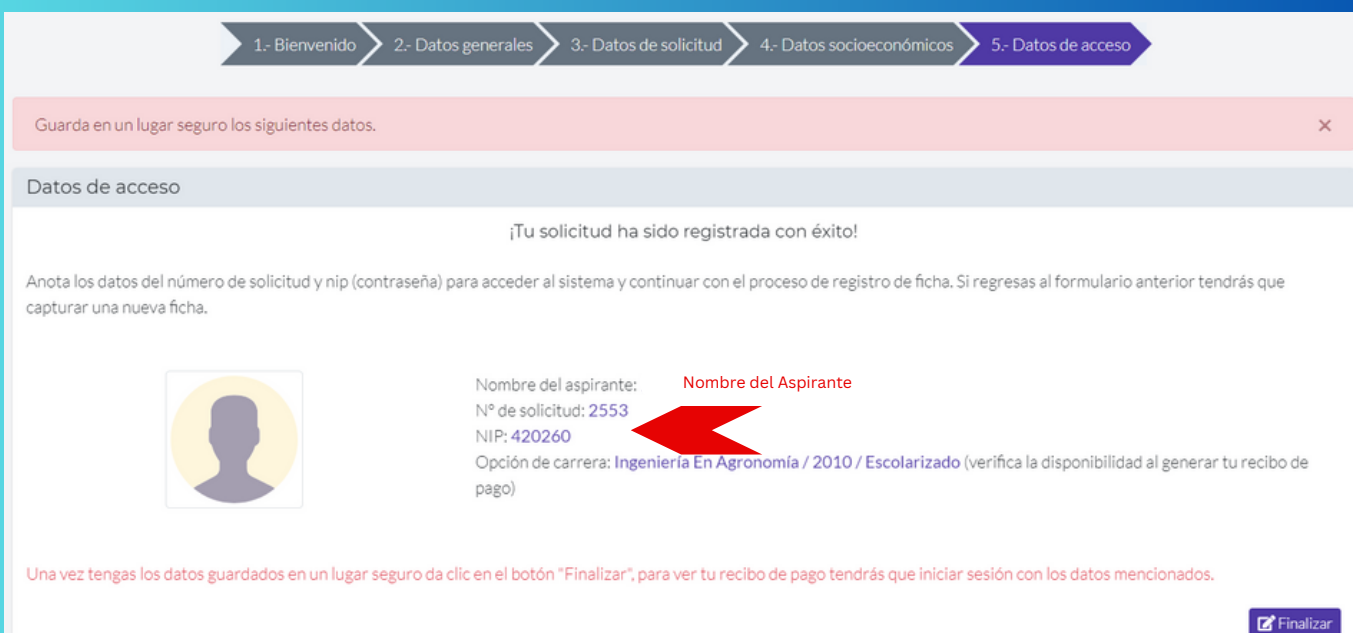 1.- Bienvenido 2.- Datos generales 3.- Datos de solicitud 4.- Datos socioeconómicos 5.- Datos de acceso
Guarda en un lugar seguro los siguientes datos. ×
Datos de acceso
¡Tu solicitud ha sido registrada con éxito!
Anota los datos del número de solicitud y nip (contraseña) para acceder al sistema y continuar con el proceso de registro de ficha. Si regresas al formulario anterior tendrás que
capturar una nueva ficha.
Nombre del aspirante: Nombre del Aspirante
Nº de solicitud: 2553
NIP: 420260
Opción de carrera: Ingeniería En Agronomía / 2010 / Escolarizado (verifica la disponibilidad al generar tu recibo de
pago)
Una vez tengas los datos guardados en un lugar seguro da clic en el botón "Finalizar", para ver tu recibo de pago tendrás que iniciar sesión con los datos mencionados.
Finalizar